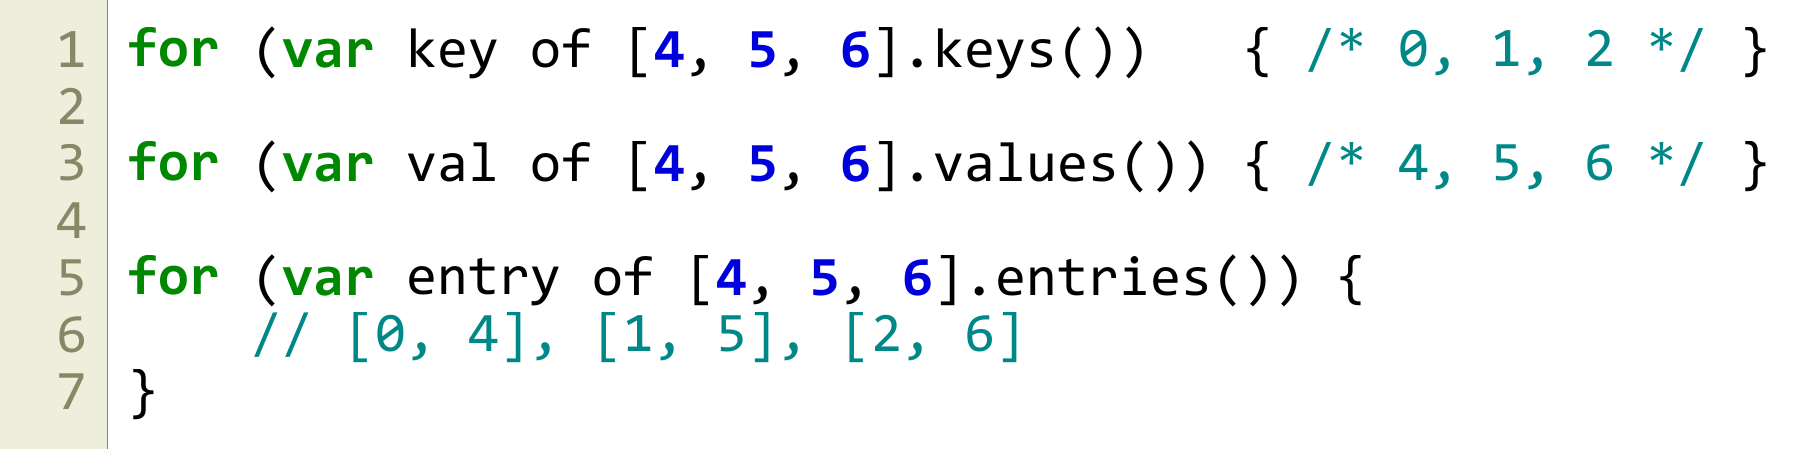 1 for (var key of [4, 5, 6].keys())   { /* 0, 1, 2 */ }
2
3 for (var val of [4, 5, 6].values()) { /* 4, 5, 6 */ }
4
5 for (var entry of [4, 5, 6].entries()) {
6     // [0, 4], [1, 5], [2, 6]
7 }